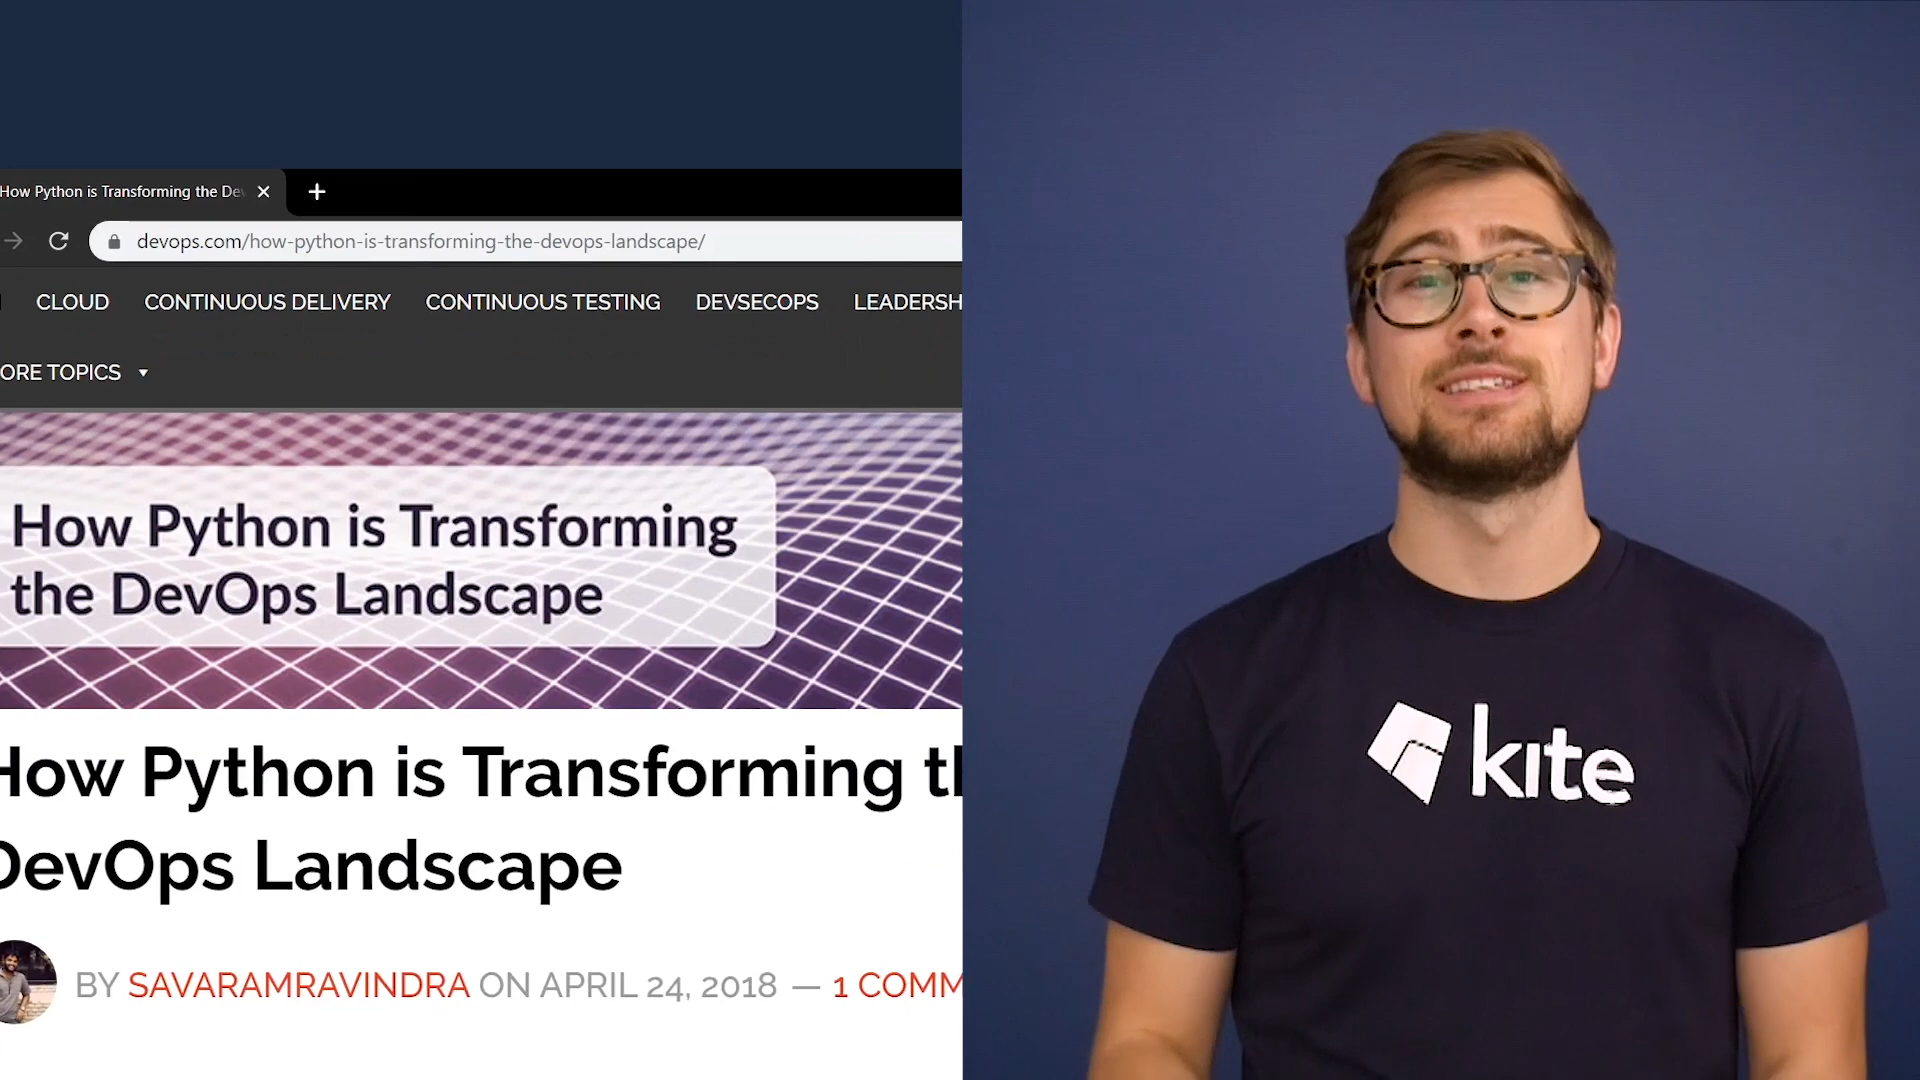 How Python is Transforming the De
devops.com/how-python-is-transforming-the-devops-landscape/
CLOUD CONTINUOUS DELIVERY CONTINUOUS TESTING DEVSECOPS LEADERSH
ORE TOPICS
How Python is Transforming
the DevOps Landscape
How Python is Transforming th
DevOps Landscape
BY SAVARAMRAVINDRA ON APRIL 24, 2018 — 1 COMM
kite